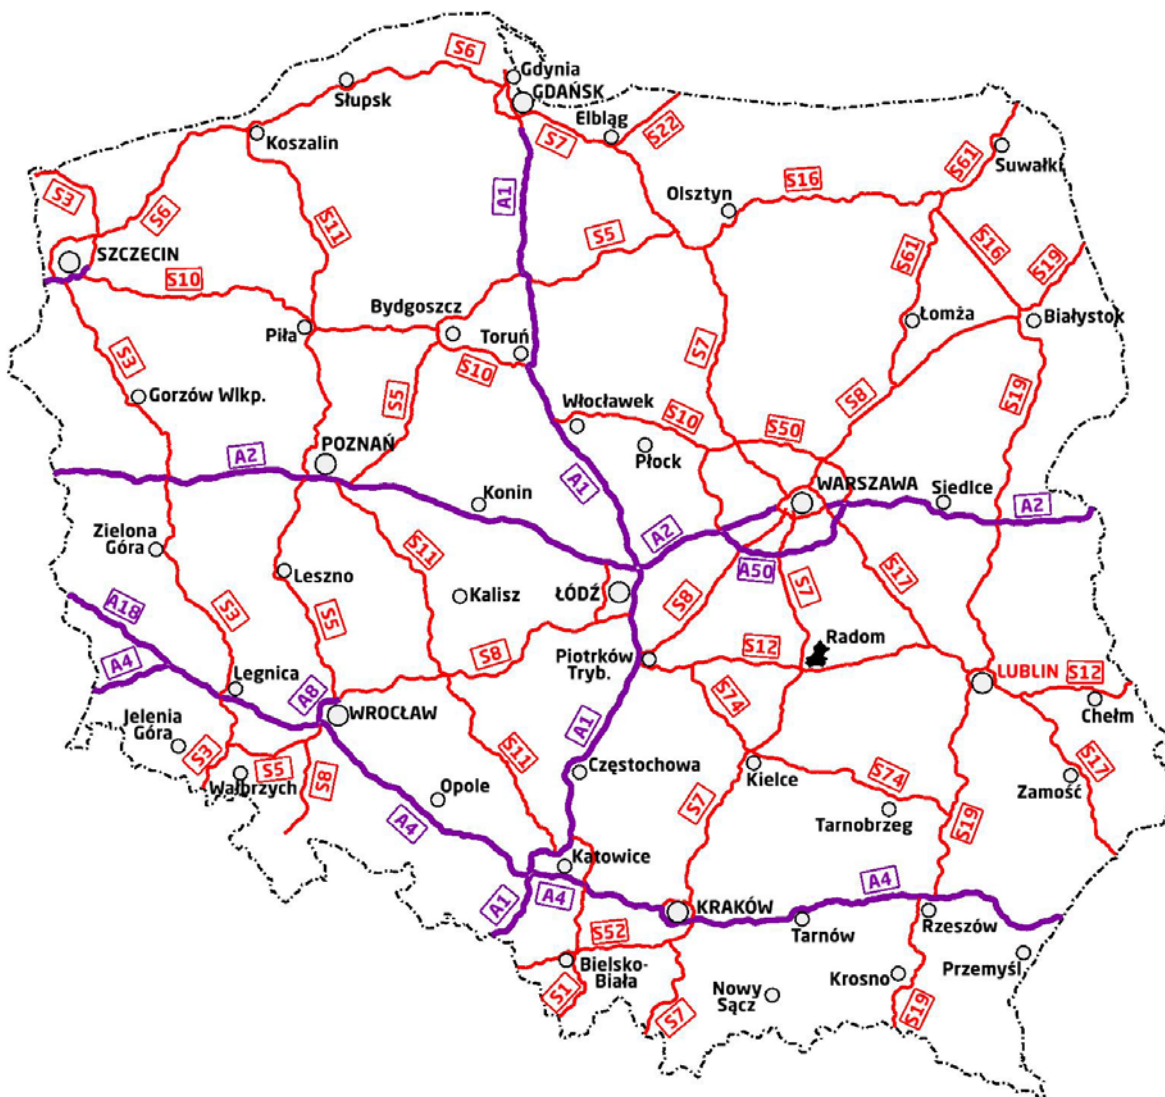 S6
Gdynia
GDAŃSK
Słupsk
Elbląg
S22
Koszalin
S7
S61
Suwałki
S3
A1
S16
Olsztyn
S6
S11
S5
S16
SZCZECIN
S61
S19
S10
Bydgoszcz
Łomża
Białystok
Piła
Toruń
S3
S7
S10
S8
S19
Gorzów Wlkp.
S5
Włocławek
S10
S50
POZNAŃ
A2
Płock
A1
WARSZAWA
Siedlce
Konin
A2
A2
Zielona
Góra
S11
A50
S17
Leszno
S7
Kalisz
ŁÓDŹ
S8
A18
S3
S5
Radom
S12
A4
S8
Piotrków
Tryb.
LUBLIN
S12
Legnica
A8
S74
Chełm
WROCŁAW
A1
Jelenia
Góra
S3
S11
S17
S5
S8
Częstochowa
Kielce
S74
Wałbrzych
Opole
S7
Zamość
Tarnobrzeg
A4
S19
Katowice
A1
A4
A4
KRAKÓW
Rzeszów
Tarnów
S52
Bielsko-
Biała
Przemyśl
Krosno
S1
Nowy
Sącz
S7
S19